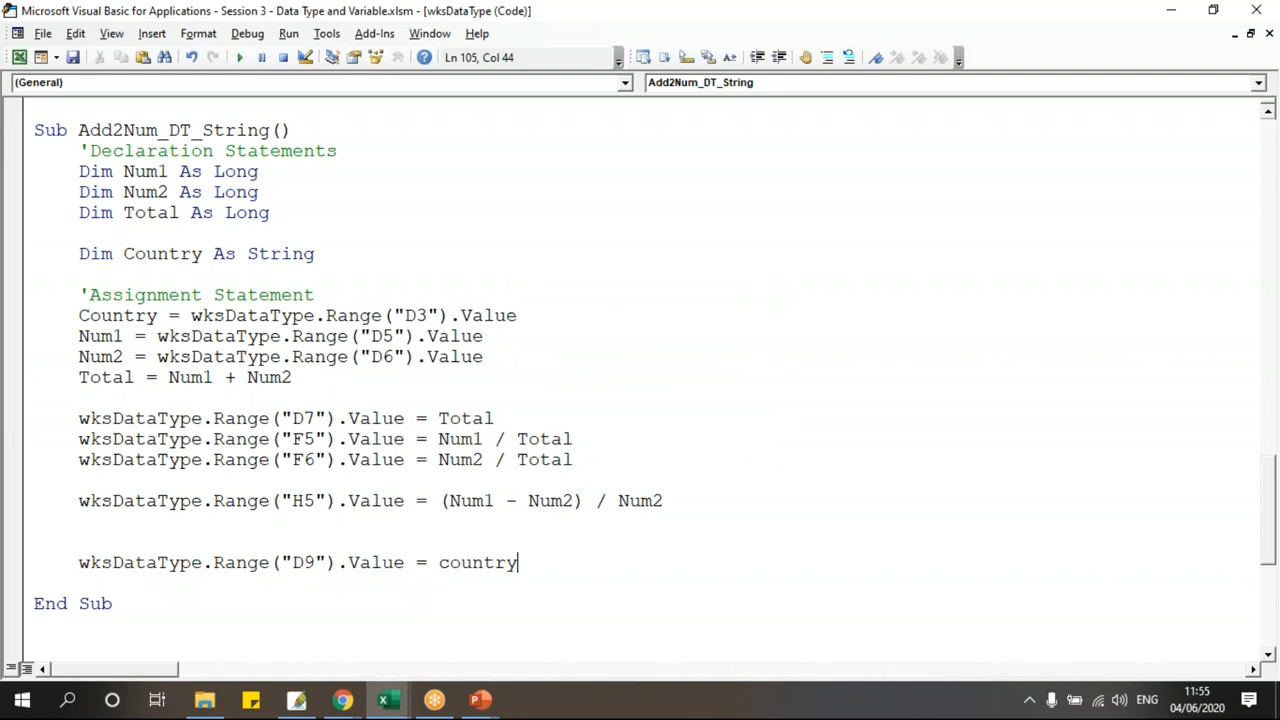 Microsoft Visual Basic for Applications - Session 3 - Data Type and Variable.xlsm - [wksDataType (Code)]
File Edit View Insert Format Debug Run Tools Add-Ins Window Help
Ln 105, Col 44
(General) Add2Num_DT_String
Sub Add2Num_DT_String()
'Declaration Statements
Dim Num1 As Long
Dim Num2 As Long
Dim Total As Long
Dim Country As String
'Assignment Statement
Country = wksDataType.Range("D3").Value
Num1 = wksDataType.Range("D5").Value
Num2 = wksDataType.Range("D6").Value
Total = Num1 + Num2
wksDataType.Range("D7").Value = Total
wksDataType.Range("F5").Value = Num1 / Total
wksDataType.Range("F6").Value = Num2 / Total
wksDataType.Range("H5").Value = (Num1 - Num2) / Num2
wksDataType.Range("D9").Value = country
End Sub
ENG
11:55
04/06/2020